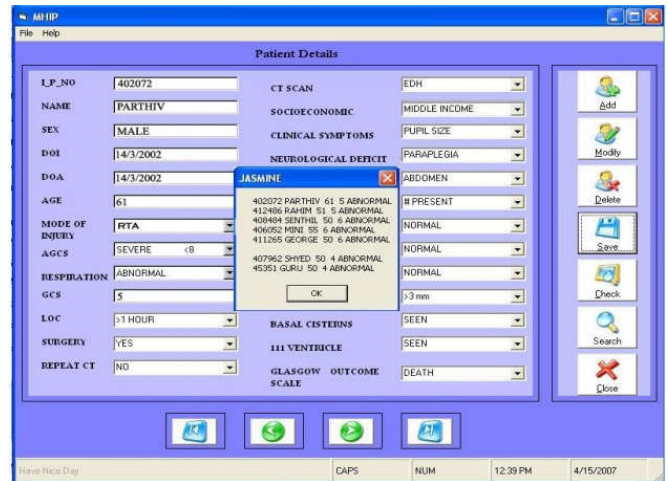 MHIP
File Help
Patient Details
I_P_NO 402072
NAME PARTHIV
SEX MALE
DOI 14/3/2002
DOA 14/3/2002
AGE 61
MODE OF INJURY RTA
AGCS SEVERE <8
RESPIRATION ABNORMAL
GCS 5
LOC >1 HOUR
SURGERY YES
REPEAT CT NO
CT SCAN EDH
SOCIOECONOMIC MIDDLE INCOME
CLINICAL SYMPTOMS PUPIL SIZE
NEUROLOGICAL DEFICIT PARAPLEGIA
ABDOMEN
# PRESENT
NORMAL
NORMAL
NORMAL
>3 mm
BASAL CISTERNS SEEN
111 VENTRICLE SEEN
GLASGOW OUTCOME SCALE DEATH
JASMINE
402072 PARTHIV 61 5 ABNORMAL
412486 RAHIM 51 5 ABNORMAL
408484 SENTHIL 50 6 ABNORMAL
406052 MINI 55 6 ABNORMAL
411265 GEORGE 50 6 ABNORMAL
407962 SHYED 50 4 ABNORMAL
45351 GURU 50 4 ABNORMAL
OK
Add
Modify
Delete
Save
Check
Search
Close
Have Nice Day
CAPS
NUM
12:39 PM
4/15/2007